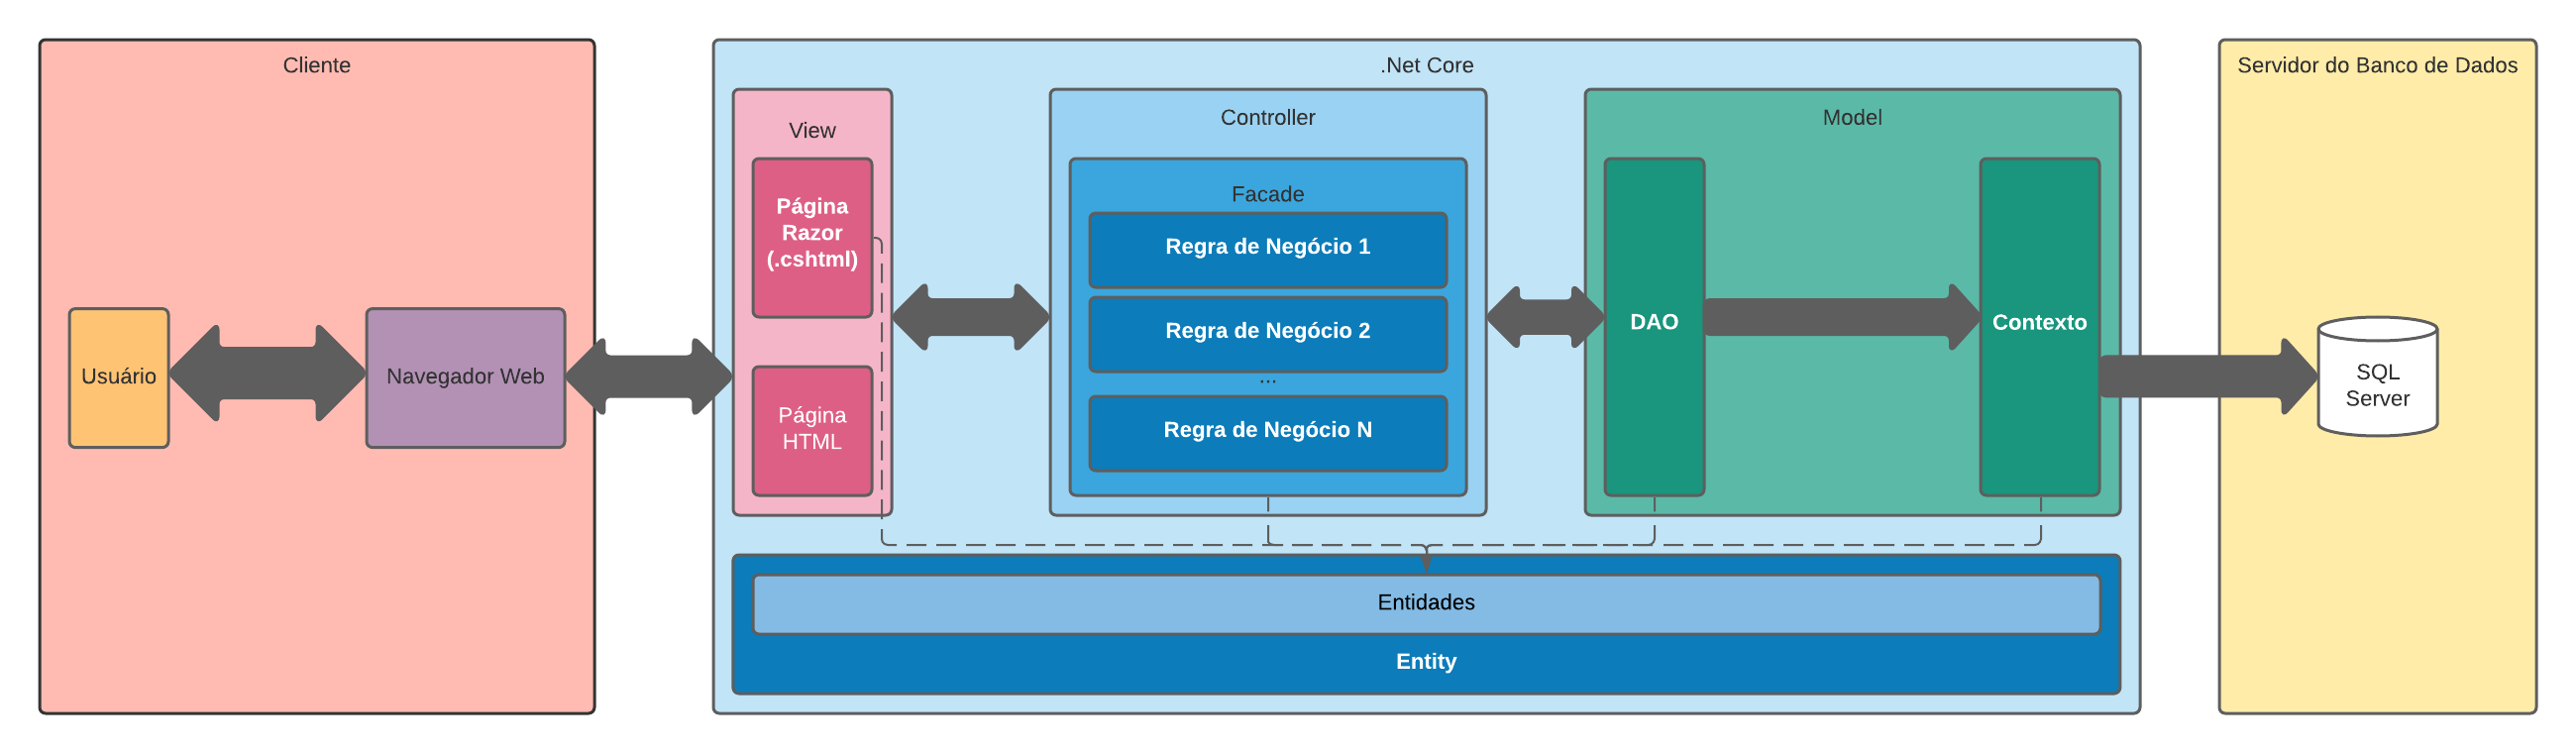 Cliente
Usuário
Navegador Web
.Net Core
View
Página
Razor
(.cshtml)
Página
HTML
Controller
Facade
Regra de Negócio 1
Regra de Negócio 2
...
Regra de Negócio N
Model
DAO
Contexto
Entidades
Entity
Servidor do Banco de Dados
SQL
Server